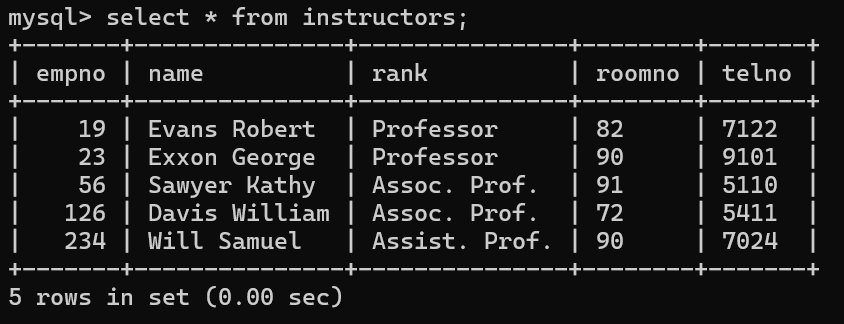 mysql> select * from instructors;
+-------+---------------+---------------+--------+-------+
| empno | name          | rank          | roomno | telno |
+-------+---------------+---------------+--------+-------+
|    19 | Evans Robert  | Professor     | 82     | 7122  |
|    23 | Exxon George  | Professor     | 90     | 9101  |
|    56 | Sawyer Kathy  | Assoc. Prof.  | 91     | 5110  |
|   126 | Davis William | Assoc. Prof.  | 72     | 5411  |
|   234 | Will Samuel   | Assist. Prof. | 90     | 7024  |
+-------+---------------+---------------+--------+-------+
5 rows in set (0.00 sec)